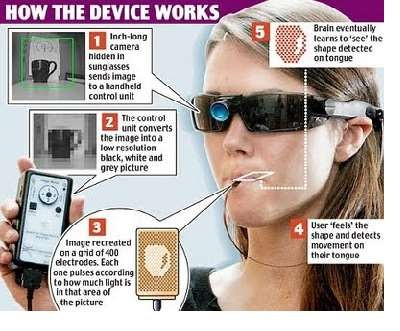 HOW THE DEVICE WORKS
1 Inch-long
camera
hidden in
sunglasses
sends image
to a handheld
control unit
2 The control
unit converts
the image into a
low resolution
black, white and
grey picture
3
Image recreated
on a grid of 400
electrodes. Each
one pulses according
to how much light is
in that area of
the picture
4 User 'feels' the
shape and detects
movement on
their tongue
5 Brain eventually
learns to 'see' the
shape detected
on tongue